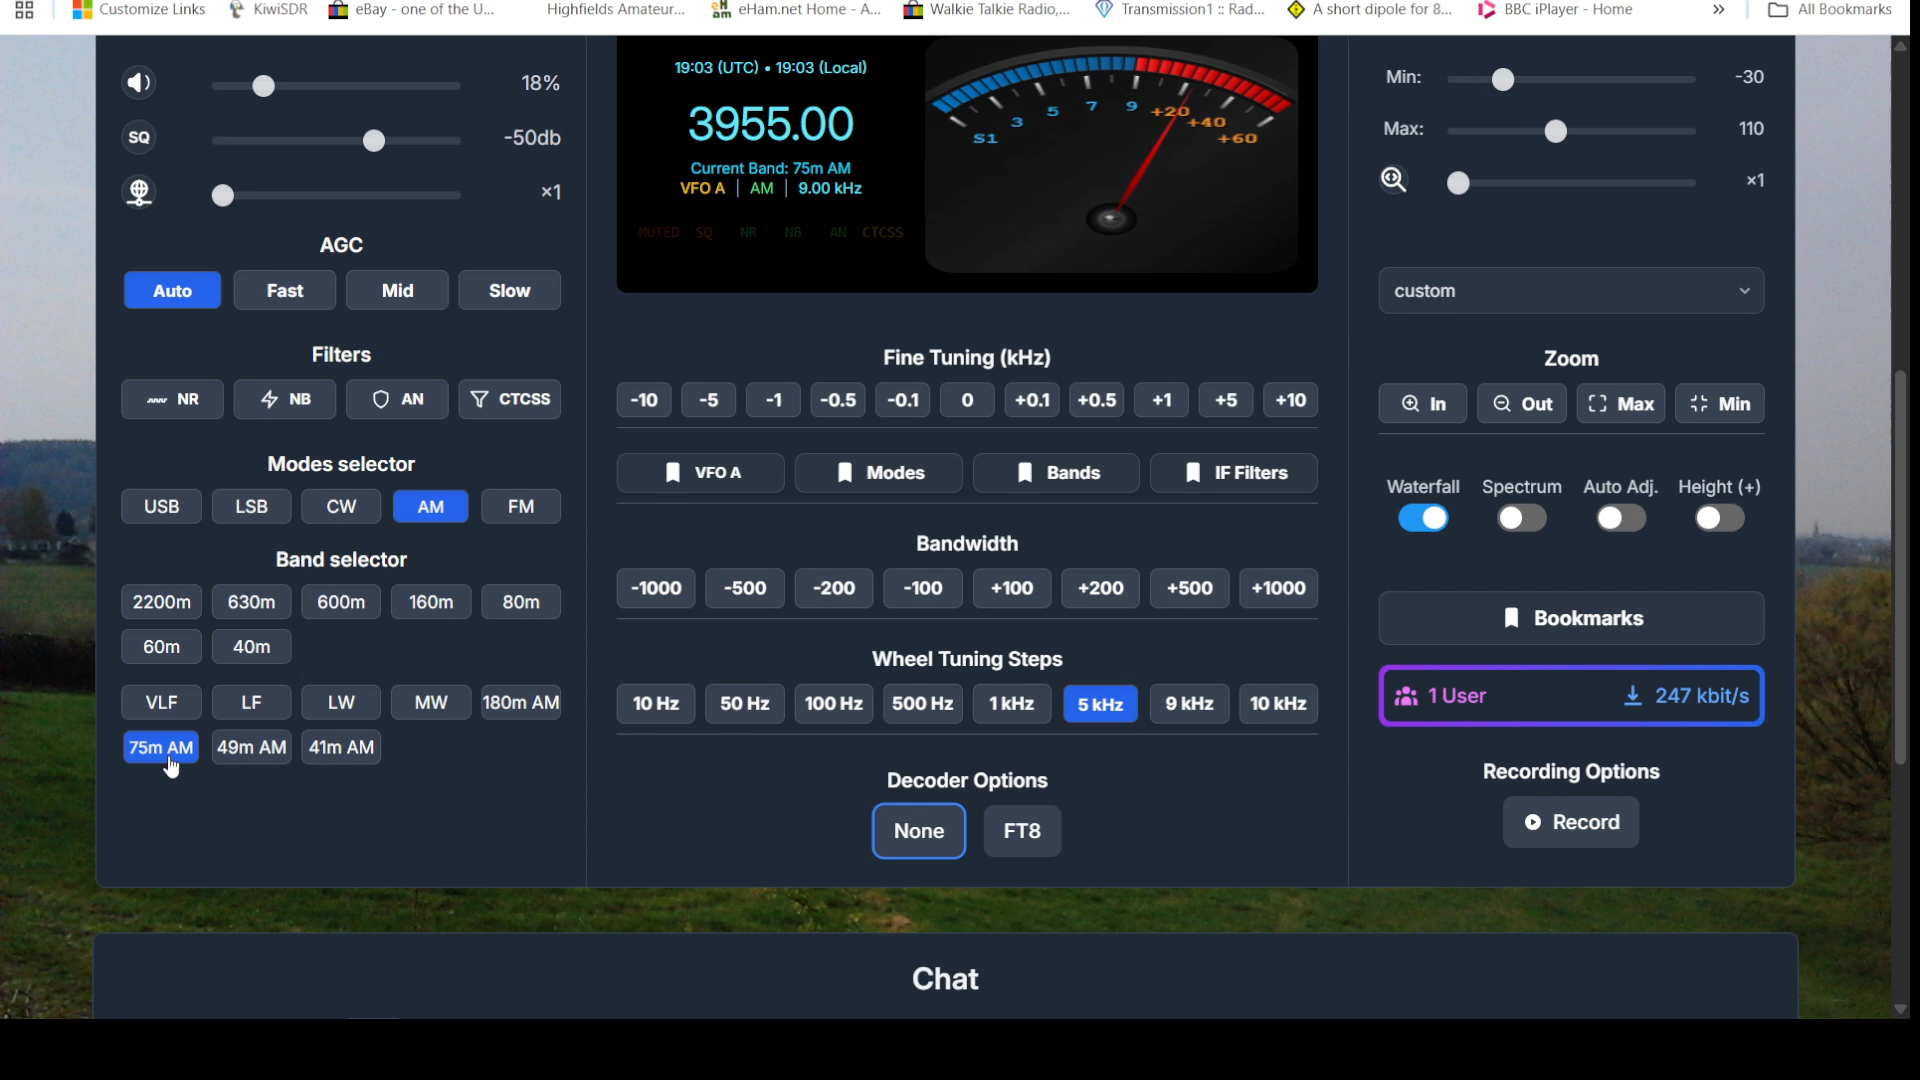 Customize Links KiwiSDR eBay - one of the U... Highfields Amateur... eHam.net Home - A... Walkie Talkie Radio,... Transmission1 :: Rad... A short dipole for 8... BBC iPlayer - Home » All Bookmarks
18%
SQ -50db
×1
AGC
Auto Fast Mid Slow
Filters
NR NB AN CTCSS
Modes selector
USB LSB CW AM FM
Band selector
2200m 630m 600m 160m 80m
60m 40m
VLF LF LW MW 180m AM
75m AM 49m AM 41m AM
19:03 (UTC) • 19:03 (Local)
3955.00
Current Band: 75m AM
VFO A | AM | 9.00 kHz
MUTED SQ NR NB AN CTCSS
S1 3 5 7 9 +20 +40 +60
Fine Tuning (kHz)
-10 -5 -1 -0.5 -0.1 0 +0.1 +0.5 +1 +5 +10
VFO A Modes Bands IF Filters
Bandwidth
-1000 -500 -200 -100 +100 +200 +500 +1000
Wheel Tuning Steps
10 Hz 50 Hz 100 Hz 500 Hz 1 kHz 5 kHz 9 kHz 10 kHz
Decoder Options
None FT8
Min: -30
Max: 110
×1
custom
Zoom
In Out Max Min
Waterfall Spectrum Auto Adj. Height (+)
Bookmarks
1 User 247 kbit/s
Recording Options
Record
Chat